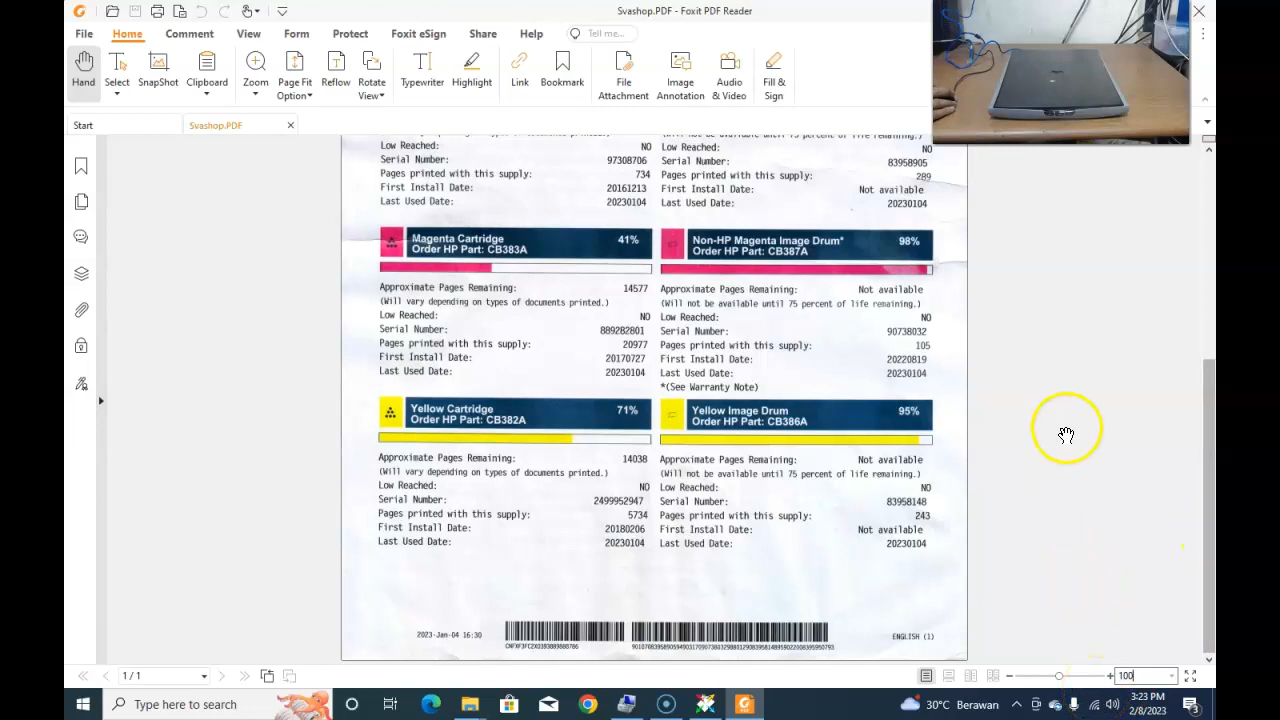 Svashop.PDF - Foxit PDF Reader
File Home Comment View Form Protect Foxit eSign Share Help Tell me...
Hand Select SnapShot Clipboard Zoom Page Fit Option Reflow Rotate View Typewriter Highlight Link Bookmark File Attachment Image Annotation Audio & Video Fill & Sign
Start Svashop.PDF
Low Reached: NO
Serial Number: 97308706
Pages printed with this supply: 734
First Install Date: 20161213
Last Used Date: 20230104
(Will not be available until 75 percent of life remaining.)
Low Reached: NO
Serial Number: 83958905
Pages printed with this supply: 289
First Install Date: Not available
Last Used Date: 20230104
Magenta Cartridge 41%
Order HP Part: CB383A
Approximate Pages Remaining: 14577
(Will vary depending on types of documents printed.)
Low Reached: NO
Serial Number: 889282801
Pages printed with this supply: 20977
First Install Date: 20170727
Last Used Date: 20230104
Non-HP Magenta Image Drum* 98%
Order HP Part: CB387A
Approximate Pages Remaining: Not available
(Will not be available until 75 percent of life remaining.)
Low Reached: NO
Serial Number: 90738032
Pages printed with this supply: 105
First Install Date: 20220819
Last Used Date: 20230104
*(See Warranty Note)
Yellow Cartridge 71%
Order HP Part: CB382A
Approximate Pages Remaining: 14038
(Will vary depending on types of documents printed.)
Low Reached: NO
Serial Number: 2499952947
Pages printed with this supply: 5734
First Install Date: 20180206
Last Used Date: 20230104
Yellow Image Drum 95%
Order HP Part: CB386A
Approximate Pages Remaining: Not available
(Will not be available until 75 percent of life remaining.)
Low Reached: NO
Serial Number: 83958148
Pages printed with this supply: 243
First Install Date: Not available
Last Used Date: 20230104
2023-Jan-04 16:30
ENGLISH (1)
1 / 1
100
Type here to search
30°C Berawan
3:23 PM
2/8/2023